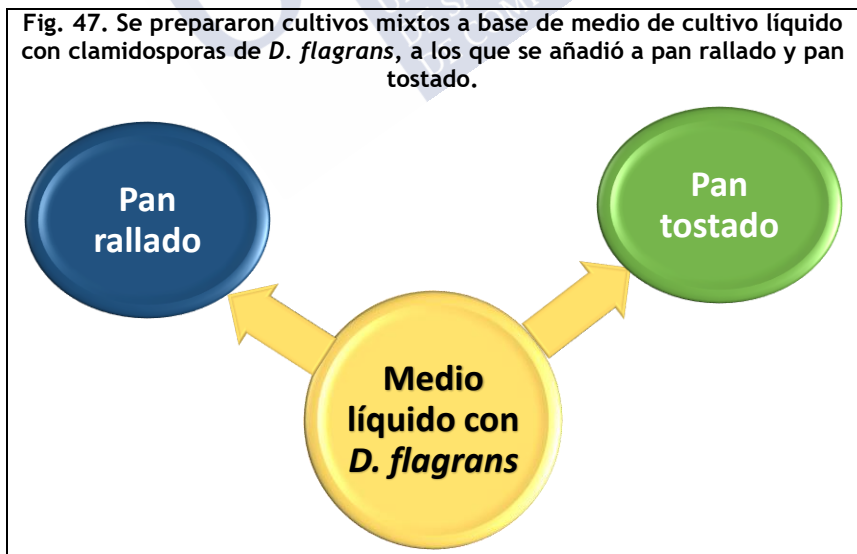 Fig. 47. Se prepararon cultivos mixtos a base de medio de cultivo líquido
con clamidosporas de D. flagrans, a los que se añadió a pan rallado y pan
tostado.
Pan
rallado
Pan
tostado
Medio
líquido con
D. flagrans